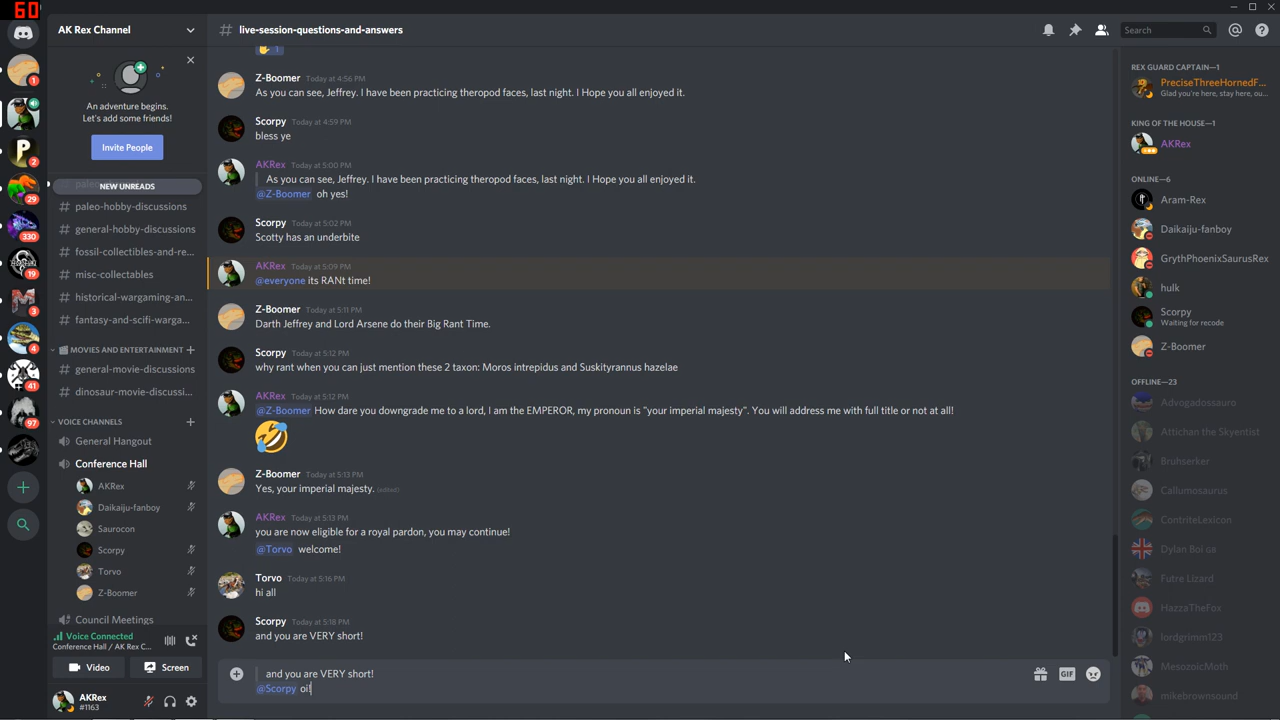 60
AK Rex Channel
# live-session-questions-and-answers
Search
An adventure begins.
Let's add some friends!
Invite People
NEW UNREADS
# paleo-hobby-discussions
# general-hobby-discussions
# fossil-collectibles-and-re...
# misc-collectables
# historical-wargaming-an...
# fantasy-and-scifi-warga...
MOVIES AND ENTERTAINMENT +
# general-movie-discussions
# dinosaur-movie-discussi...
VOICE CHANNELS +
General Hangout
Conference Hall
AKRex
Daikaiju-fanboy
Saurocon
Scorpy
Torvo
Z-Boomer
Council Meetings
Voice Connected
Conference Hall / AK Rex C...
Video
Screen
AKRex
#1163
1
2
29
330
19
3
4
41
97
1
Z-Boomer Today at 4:56 PM
As you can see, Jeffrey. I have been practicing theropod faces, last night. I Hope you all enjoyed it.
Scorpy Today at 4:59 PM
bless ye
AKRex Today at 5:00 PM
As you can see, Jeffrey. I have been practicing theropod faces, last night. I Hope you all enjoyed it.
@Z-Boomer oh yes!
Scorpy Today at 5:02 PM
Scotty has an underbite
AKRex Today at 5:09 PM
@everyone its RANt time!
Z-Boomer Today at 5:11 PM
Darth Jeffrey and Lord Arsene do their Big Rant Time.
Scorpy Today at 5:12 PM
why rant when you can just mention these 2 taxon: Moros intrepidus and Suskityrannus hazelae
AKRex Today at 5:12 PM
@Z-Boomer How dare you downgrade me to a lord, I am the EMPEROR, my pronoun is "your imperial majesty". You will address me with full title or not at all!
Z-Boomer Today at 5:13 PM
Yes, your imperial majesty. (edited)
AKRex Today at 5:13 PM
you are now eligible for a royal pardon, you may continue!
@Torvo welcome!
Torvo Today at 5:16 PM
hi all
Scorpy Today at 5:18 PM
and you are VERY short!
and you are VERY short!
@Scorpy oi!
GIF
REX GUARD CAPTAIN—1
PreciseThreeHornedF...
Glad you're here, stay here, ou...
KING OF THE HOUSE—1
AKRex
ONLINE—6
Aram-Rex
Daikaiju-fanboy
GrythPhoenixSaurusRex
hulk
Scorpy
Waiting for recode
Z-Boomer
OFFLINE—23
Advogadossauro
Attichan the Skyentist
Bruhserker
Callumosaurus
ContriteLexicon
Dylan Boi ga
Futre Lizard
HazzaTheFox
lordgrimm123
MesozoicMoth
mikebrownsound